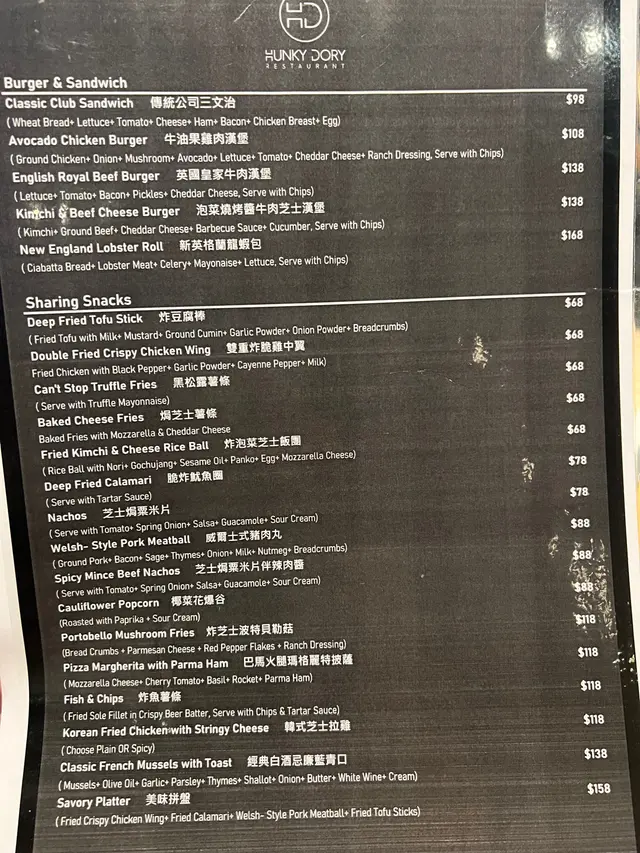 HD
HUNKY DORY
RESTAURANT
Burger & Sandwich
Classic Club Sandwich 傳統公司三文治 $98
( Wheat Bread+ Lettuce+ Tomato+ Cheese+ Ham+ Bacon+ Chicken Breast+ Egg)
Avocado Chicken Burger 牛油果雞肉漢堡 $108
( Ground Chicken+ Onion+ Mushroom+ Avocado+ Lettuce+ Tomato+ Cheddar Cheese+ Ranch Dressing, Serve with Chips)
English Royal Beef Burger 英國皇家牛肉漢堡 $138
( Lettuce+ Tomato+ Bacon+ Pickles+ Cheddar Cheese, Serve with Chips)
Kimchi & Beef Cheese Burger 泡菜燒烤醬牛肉芝士漢堡 $138
( Kimchi+ Ground Beef+ Cheddar Cheese+ Barbecue Sauce+ Cucumber, Serve with Chips)
New England Lobster Roll 新英格蘭龍蝦包 $168
( Ciabatta Bread+ Lobster Meat+ Celery+ Mayonaise+ Lettuce, Serve with Chips)
Sharing Snacks
Deep Fried Tofu Stick 炸豆腐棒 $68
( Fried Tofu with Milk+ Mustard+ Ground Cumin+ Garlic Powder+ Onion Powder+ Breadcrumbs)
Double Fried Crispy Chicken Wing 雙重炸脆雞中翼 $68
Fried Chicken with Black Pepper+ Garlic Powder+ Cayenne Pepper+ Milk)
Can't Stop Truffle Fries 黑松露薯條 $68
( Serve with Truffle Mayonnaise)
Baked Cheese Fries 焗芝士薯條 $68
Baked Fries with Mozzarella & Cheddar Cheese
Fried Kimchi & Cheese Rice Ball 炸泡菜芝士飯團 $68
( Rice Ball with Nori+ Gochujang+ Sesame Oil+ Panko+ Egg+ Mozzarella Cheese)
Deep Fried Calamari 脆炸魷魚圈 $78
( Serve with Tartar Sauce)
Nachos 芝士焗粟米片 $78
( Serve with Tomato+ Spring Onion+ Salsa+ Guacamole+ Sour Cream)
Welsh- Style Pork Meatball 威爾士式豬肉丸 $88
( Ground Pork+ Bacon+ Sage+ Thymes+ Onion+ Milk+ Nutmeg+ Breadcrumbs)
Spicy Mince Beef Nachos 芝士焗粟米片伴辣肉醬 $88
( Serve with Tomato+ Spring Onion+ Salsa+ Guacamole+ Sour Cream)
Cauliflower Popcorn 椰菜花爆谷 $88
(Roasted with Paprika + Sour Cream)
Portobello Mushroom Fries 炸芝士波特貝勒菇 $118
(Bread Crumbs + Parmesan Cheese + Red Pepper Flakes + Ranch Dressing)
Pizza Margherita with Parma Ham 巴馬火腿瑪格麗特披薩 $118
( Mozzarella Cheese+ Cherry Tomato+ Basil+ Rocket+ Parma Ham)
Fish & Chips 炸魚薯條 $118
( Fried Sole Fillet in Crispy Beer Batter, Serve with Chips & Tartar Sauce)
Korean Fried Chicken with Stringy Cheese 韓式芝士拉雞 $118
( Choose Plain OR Spicy)
Classic French Mussels with Toast 經典白酒忌廉藍青口 $138
( Mussels+ Olive Oil+ Garlic+ Parsley+ Thymes+ Shallot+ Onion+ Butter+ White Wine+ Cream)
Savory Platter 美味拼盤 $158
( Fried Crispy Chicken Wing+ Fried Calamari+ Welsh- Style Pork Meatball+ Fried Tofu Sticks)